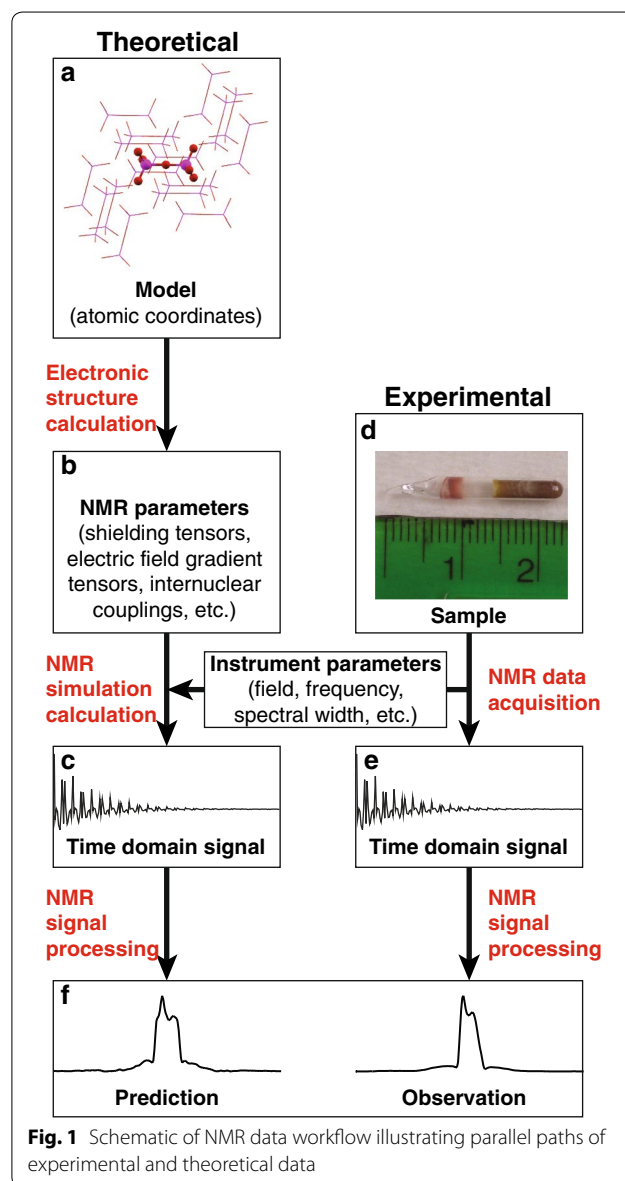 Theoretical
a
Model
(atomic coordinates)
Electronic
structure
calculation
b
NMR parameters
(shielding tensors,
electric field gradient
tensors, internuclear
couplings, etc.)
Experimental
d
1 2
Sample
NMR
simulation
calculation
Instrument parameters
(field, frequency,
spectral width, etc.)
NMR data
acquisition
c
Time domain signal
e
Time domain signal
NMR
signal
processing
NMR
signal
processing
f
Prediction
Observation
Fig. 1 Schematic of NMR data workflow illustrating parallel paths of
experimental and theoretical data